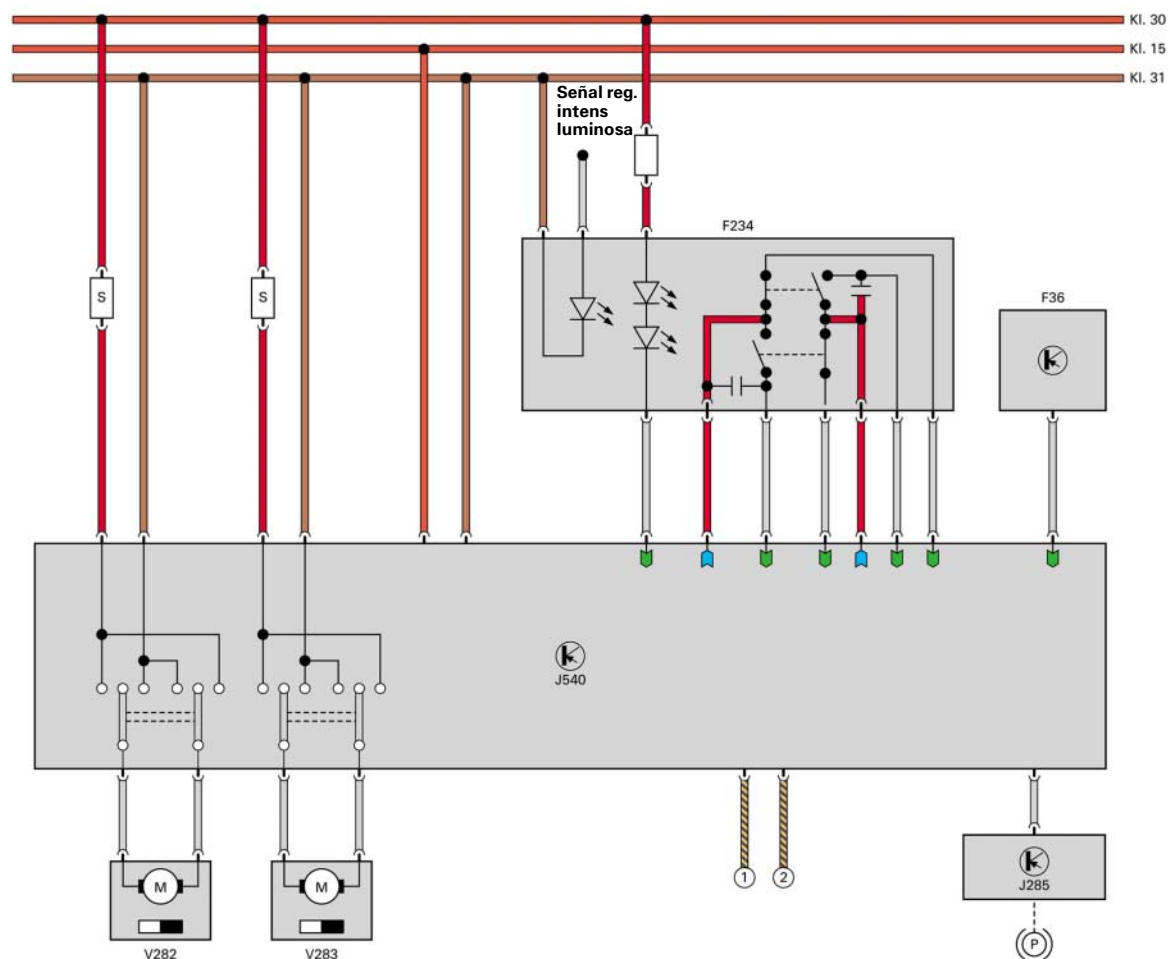 Kl. 30
Kl. 15
Kl. 31
Señal reg.
intens
luminosa
F234
S
S
F36
J540
M
M
1
2
J285
P
V282
V283